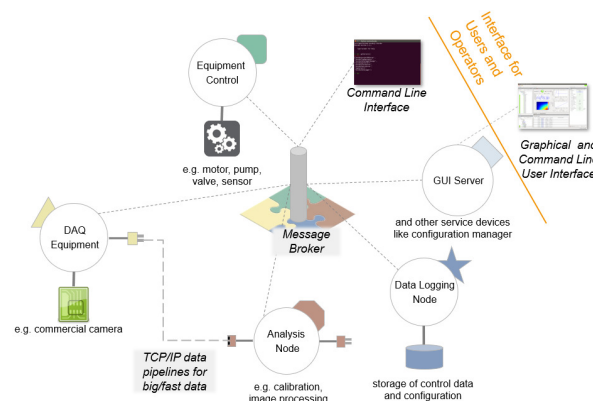 Equipment
Control
e.g. motor, pump,
valve, sensor
Command Line
Interface
Interface for
Users and
Operators
Graphical and
Command Line
User Interface
GUI Server
and other service devices
like configuration manager
DAQ
Equipment
e.g. commercial camera
Message
Broker
Data Logging
Node
storage of control data
and configuration
TCP/IP data
pipelines for
big/fast data
Analysis
Node
e.g. calibration,
image processing